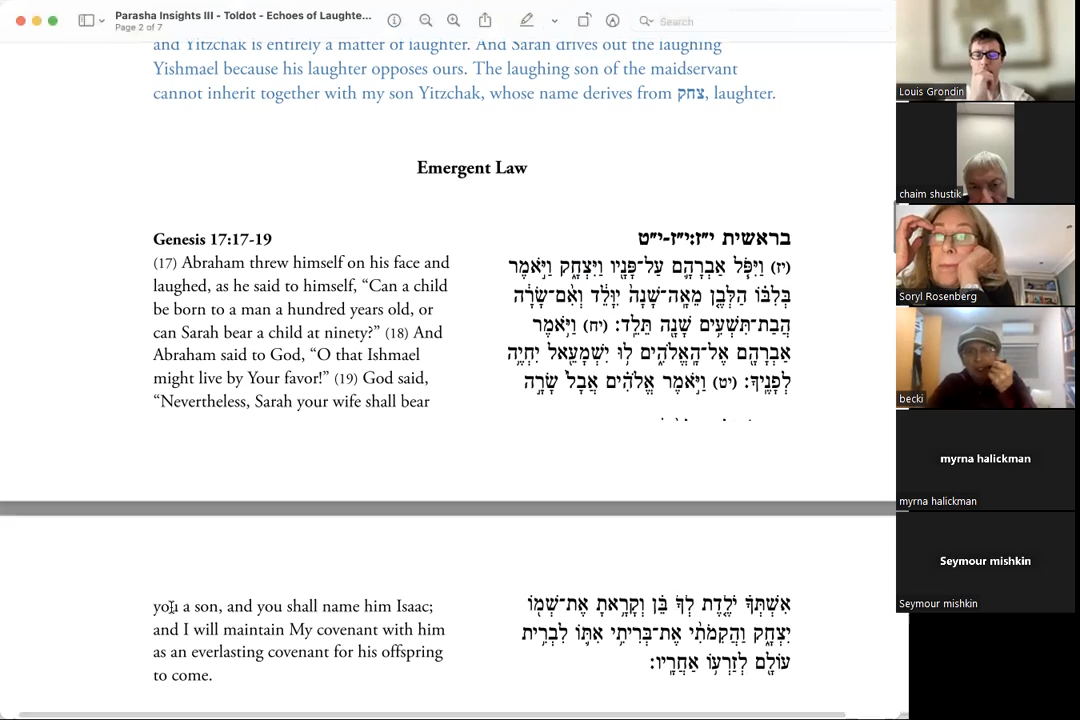 Parasha Insights III - Toldot - Echoes of Laughte...
Page 2 of 7
Search
and Yitzchak is entirely a matter of laughter. And Sarah drives out the laughing
Yishmael because his laughter opposes ours. The laughing son of the maidservant
cannot inherit together with my son Yitzchak, whose name derives from צחק, laughter.
Emergent Law
Genesis 17:17-19
(17) Abraham threw himself on his face and
laughed, as he said to himself, “Can a child
be born to a man a hundred years old, or
can Sarah bear a child at ninety?” (18) And
Abraham said to God, “O that Ishmael
might live by Your favor!” (19) God said,
“Nevertheless, Sarah your wife shall bear
בראשית י״ז:י״ז-י״ט
(יז) וַיִּפֹּ֧ל אַבְרָהָ֛ם עַל־פָּנָ֖יו וַיִּצְחָ֑ק וַיֹּ֣אמֶר
בְּלִבּ֗וֹ הַלְּבֶ֤ן מֵאָֽה־שָׁנָה֙ יִוָּלֵ֔ד וְאִ֨ם־שָׂרָ֔ה
הֲבַת־תִּשְׁעִ֥ים שָׁנָ֖ה תֵּלֵֽד׃ (יח) וַיֹּ֥אמֶר
אַבְרָהָ֖ם אֶל־הָֽאֱלֹהִ֑ים ל֥וּ יִשְׁמָעֵ֖אל יִחְיֶ֥ה
לְפָנֶֽיךָ׃ (יט) וַיֹּ֣אמֶר אֱלֹהִ֗ים אֲבָל֙ שָׂרָ֣ה
you a son, and you shall name him Isaac;
and I will maintain My covenant with him
as an everlasting covenant for his offspring
to come.
אִשְׁתְּךָ֗ יֹלֶ֤דֶת לְךָ֙ בֵּ֔ן וְקָרָ֥אתָ אֶת־שְׁמ֖וֹ
יִצְחָ֑ק וַהֲקִמֹתִ֨י אֶת־בְּרִיתִ֥י אִתּ֛וֹ לִבְרִ֥ית
עוֹלָ֖ם לְזַרְע֥וֹ אַחֲרָֽיו׃
Louis Grondin
chaim shustik
Soryl Rosenberg
becki
myrna halickman
myrna halickman
Seymour mishkin
Seymour mishkin